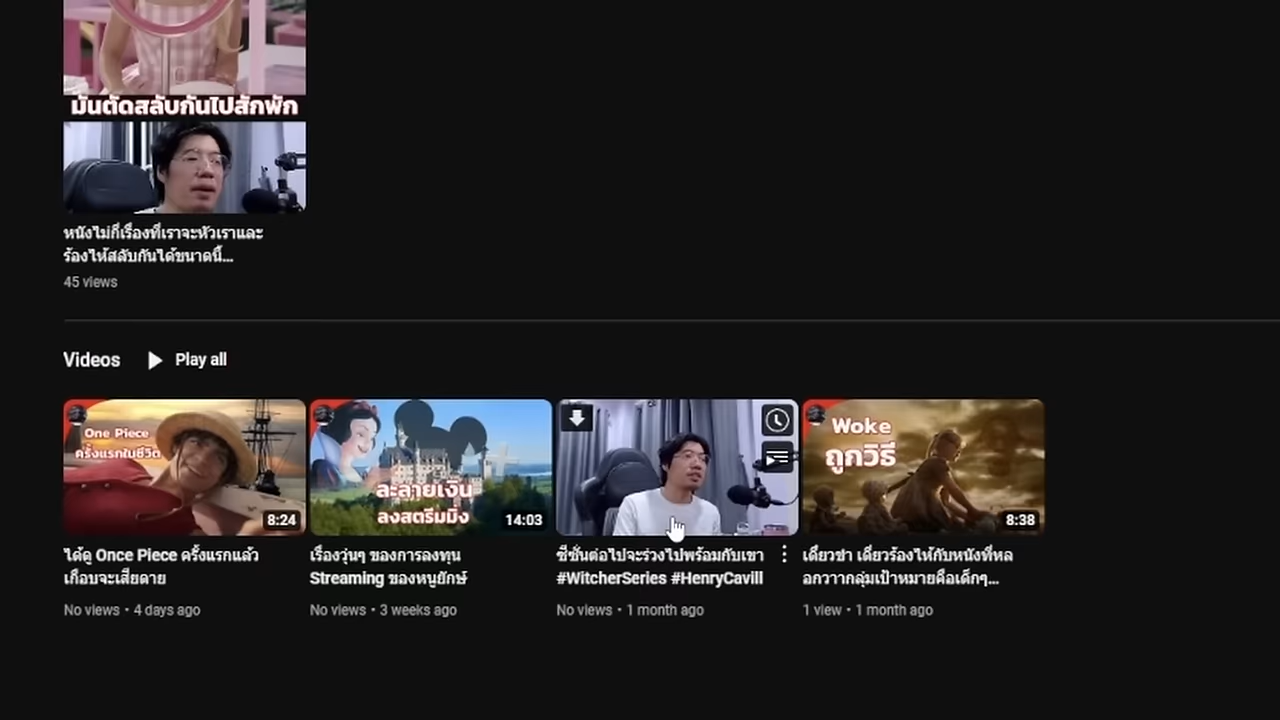 มันตัดสลับกันไปสักพัก
หนังไม่กี่เรื่องที่เราจะหัวเราและ
ร้องไห้สลับกันได้ขนาดนี้...
45 views
Videos
Play all
One Piece
ครั้งแรกในชีวิต
8:24
ละลายเงิน
ลงสตรีมมิ่ง
14:03
Woke
ถูกวิธี
8:38
ได้ดู Once Piece ครั้งแรกแล้ว
เกือบจะเสียดาย
No views • 4 days ago
เรื่องวุ่นๆ ของการลงทุน
Streaming ของหนูยักษ์
No views • 3 weeks ago
ซีซั่นต่อไปจะร่วงไปพร้อมกับเขา
#WitcherSeries #HenryCavill
No views • 1 month ago
เดี๋ยวขำ เดี๋ยวร้องไห้กับหนังที่หล
อกวาากลุ่มเป้าหมายคือเด็กๆ...
1 view • 1 month ago